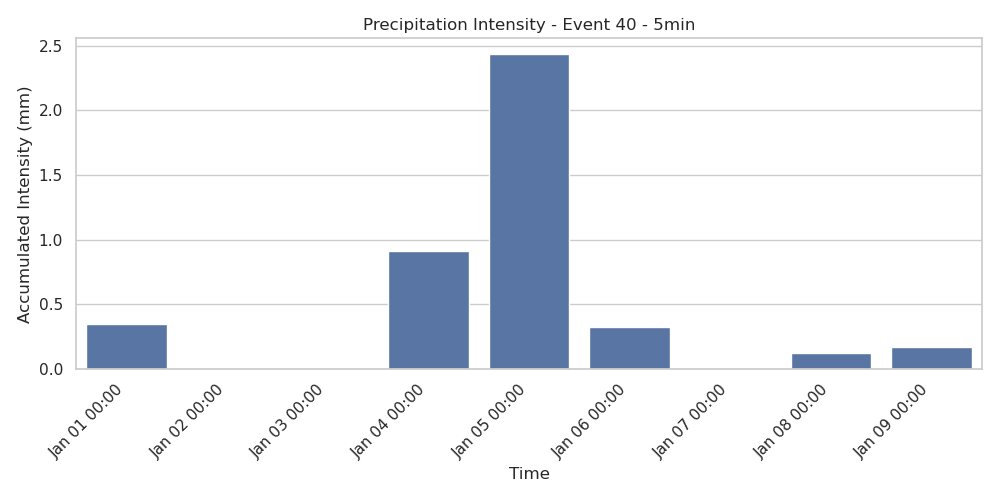 Precipitation Intensity - Event 40 - 5min
Accumulated Intensity (mm)
2.5
2.0
1.5
1.0
0.5
0.0
Jan 01 00:00
Jan 02 00:00
Jan 03 00:00
Jan 04 00:00
Jan 05 00:00
Jan 06 00:00
Jan 07 00:00
Jan 08 00:00
Jan 09 00:00
Time